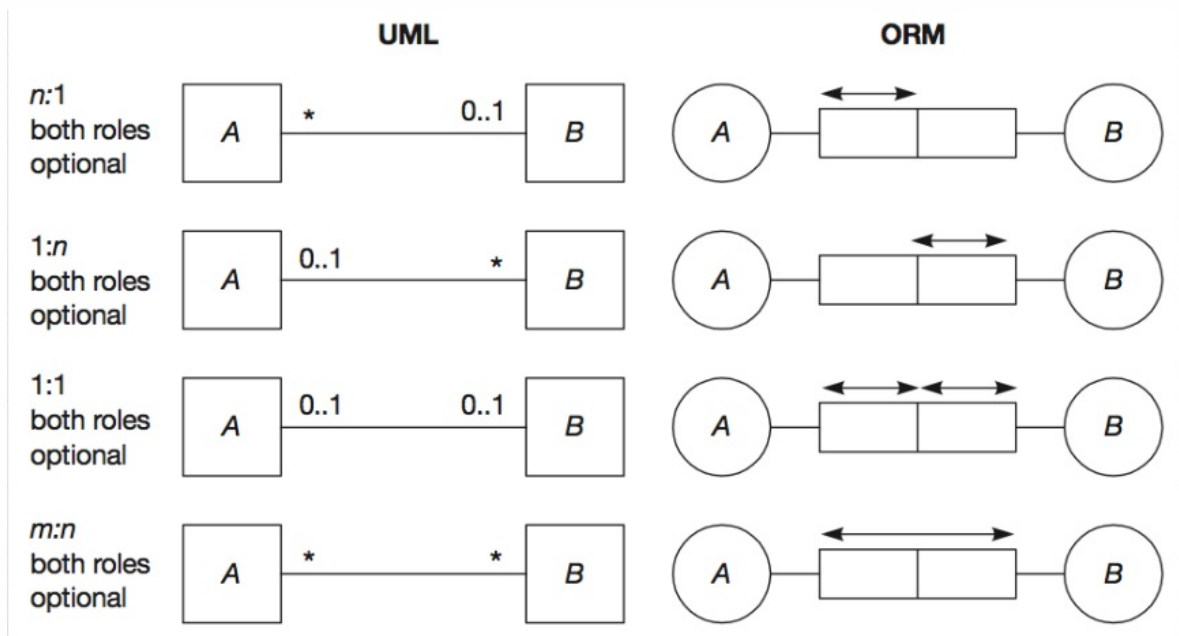 UML ORM
n:1
both roles
optional
A * 0..1 B A B
1:n
both roles
optional
A 0..1 * B A B
1:1
both roles
optional
A 0..1 0..1 B A B
m:n
both roles
optional
A * * B A B